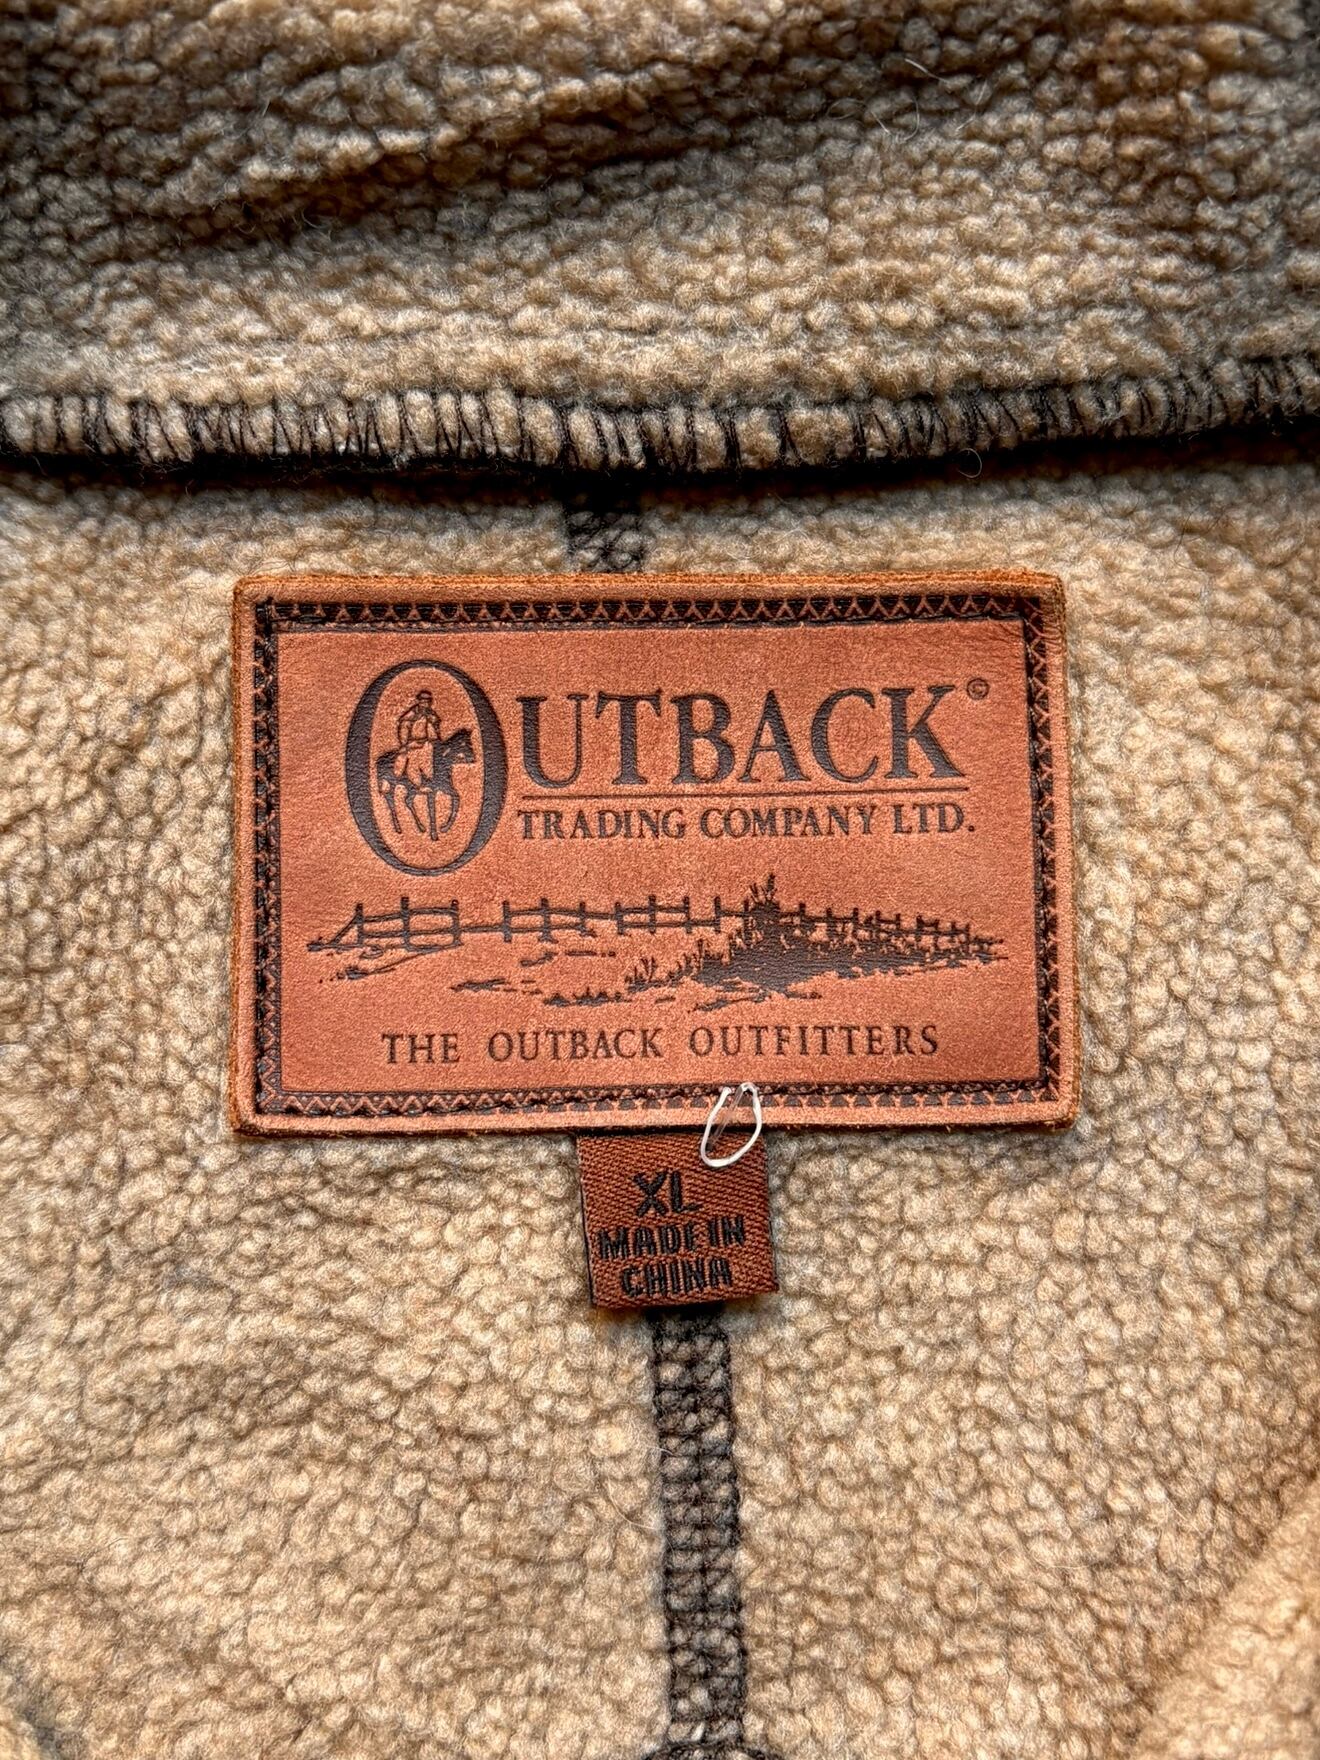 OUTBACK©
TRADING COMPANY LTD.
THE OUTBACK OUTFITTERS
XL
MADE IN
CHINA